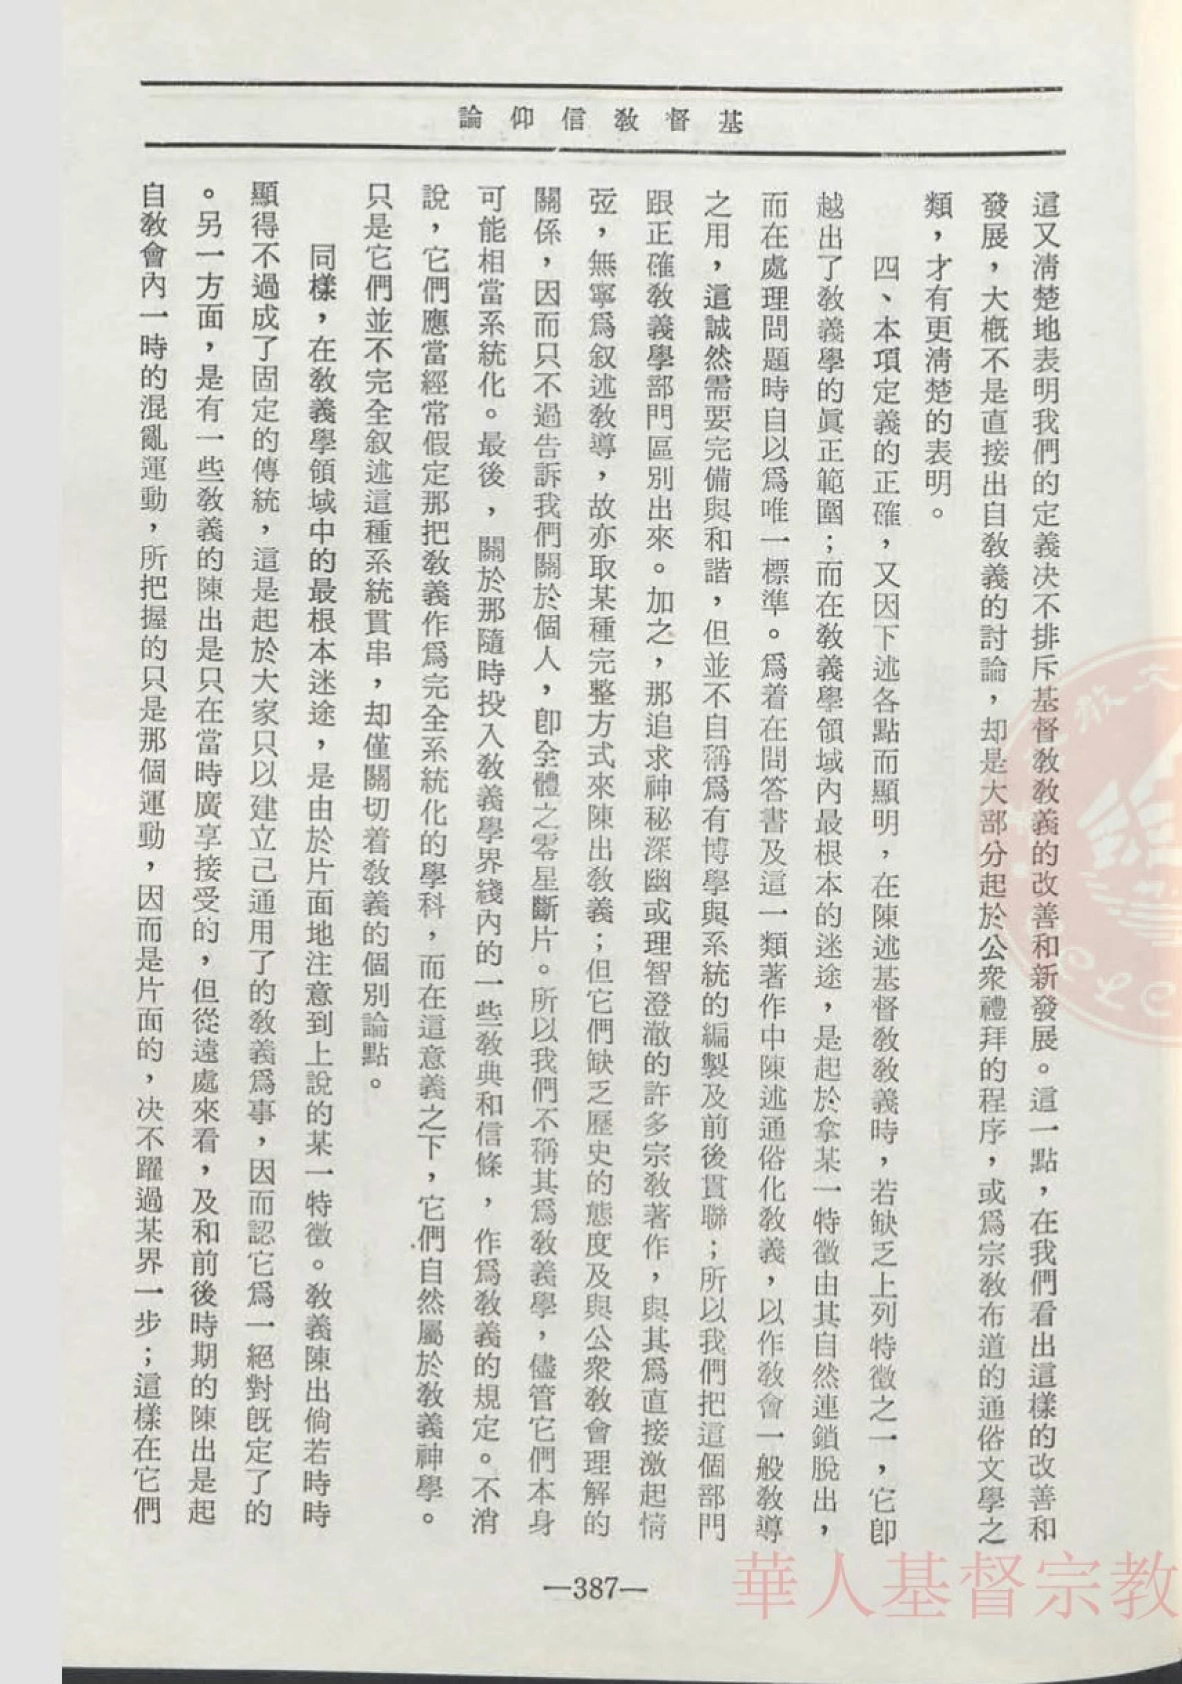 基督教信仰論
這又淸楚地表明我們的定義决不排斥基督教教義的改善和新發展。這一點，在我們看出這樣的改善和
發展，大槪不是直接出自教義的討論，却是大部分起於公衆禮拜的程序，或爲宗教布道的通俗文學之
類，才有更淸楚的表明。
四、本項定義的正確，又因下述各點而顯明，在陳述基督教教義時，若缺乏上列特徵之一，它卽
越出了教義學的眞正範圍；而在教義學領域內最根本的迷途，是起於拿某一特徵由其自然連鎖脫出，
而在處理問題時自以爲唯一標準。爲着在問答書及這一類著作中陳述通俗化教義，以作教會一般教導
之用，這誠然需要完備與和諧，但並不自稱爲有博學與系統的編製及前後貫聯；所以我們把這個部門
跟正確教義學部門區別出來。加之，那追求神秘深幽或理智澄澈的許多宗教著作，與其爲直接激起情
弦，無寧爲叙述教導，故亦取某種完整方式來陳出教義；但它們缺乏歷史的態度及與公衆教會理解的
關係，因而只不過告訴我們關於個人，卽全體之零星斷片。所以我們不稱其爲教義學，儘管它們本身
可能相當系統化。最後，關於那隨時投入教義學界綫內的一些教典和信條，作爲教義的規定。不消
說，它們應當經常假定那把教義作爲完全系統化的學科，而在這意義之下，它們自然屬於教義神學。
只是它們並不完全叙述這種系統貫串，却僅關切着教義的個別論點。
同樣，在教義學領域中的最根本迷途，是由於片面地注意到上說的某一特徵。教義陳出倘若時時
顯得不過成了固定的傳統，這是起於大家只以建立己通用了的教義爲事，因而認它爲一絕對旣定了的
。另一方面，是有一些教義的陳出是只在當時廣享接受的，但從遠處來看，及和前後時期的陳出是起
自教會內一時的混亂運動，所把握的只是那個運動，因而是片面的，决不躍過某界一步；這樣在它們
—387—
華人基督宗教